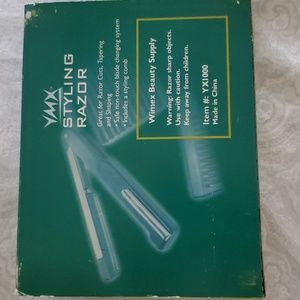 YMX
STYLING
RAZOR
Great for Razor Cuts, Tapering
and Shaping
• Safe non-touch blade changing system
• Includes a styling comb
Wimex Beauty Supply
Warning: Razor sharp objects.
Use with caution.
Keep away from children.
Item #: YX1000
Made in China